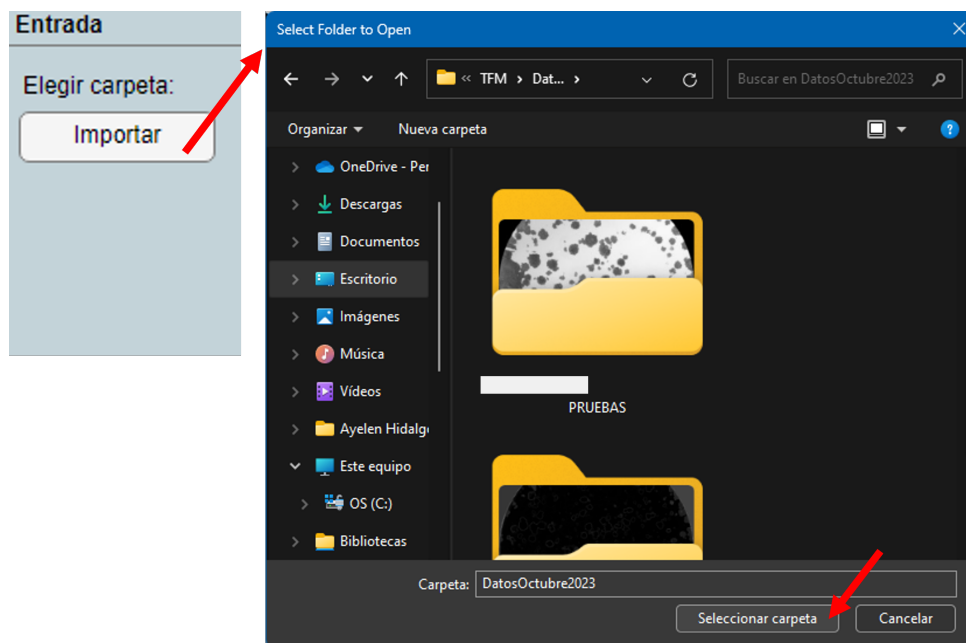 Entrada
Elegir carpeta:
Importar
Select Folder to Open
« TFM › Dat... ›
Buscar en DatosOctubre2023
Organizar
Nueva carpeta
?
OneDrive - Per
Descargas
Documentos
Escritorio
Imágenes
Música
Vídeos
Ayelen Hidalg
Este equipo
OS (C:)
Bibliotecas
PRUEBAS
Carpeta:
DatosOctubre2023
Seleccionar carpeta
Cancelar